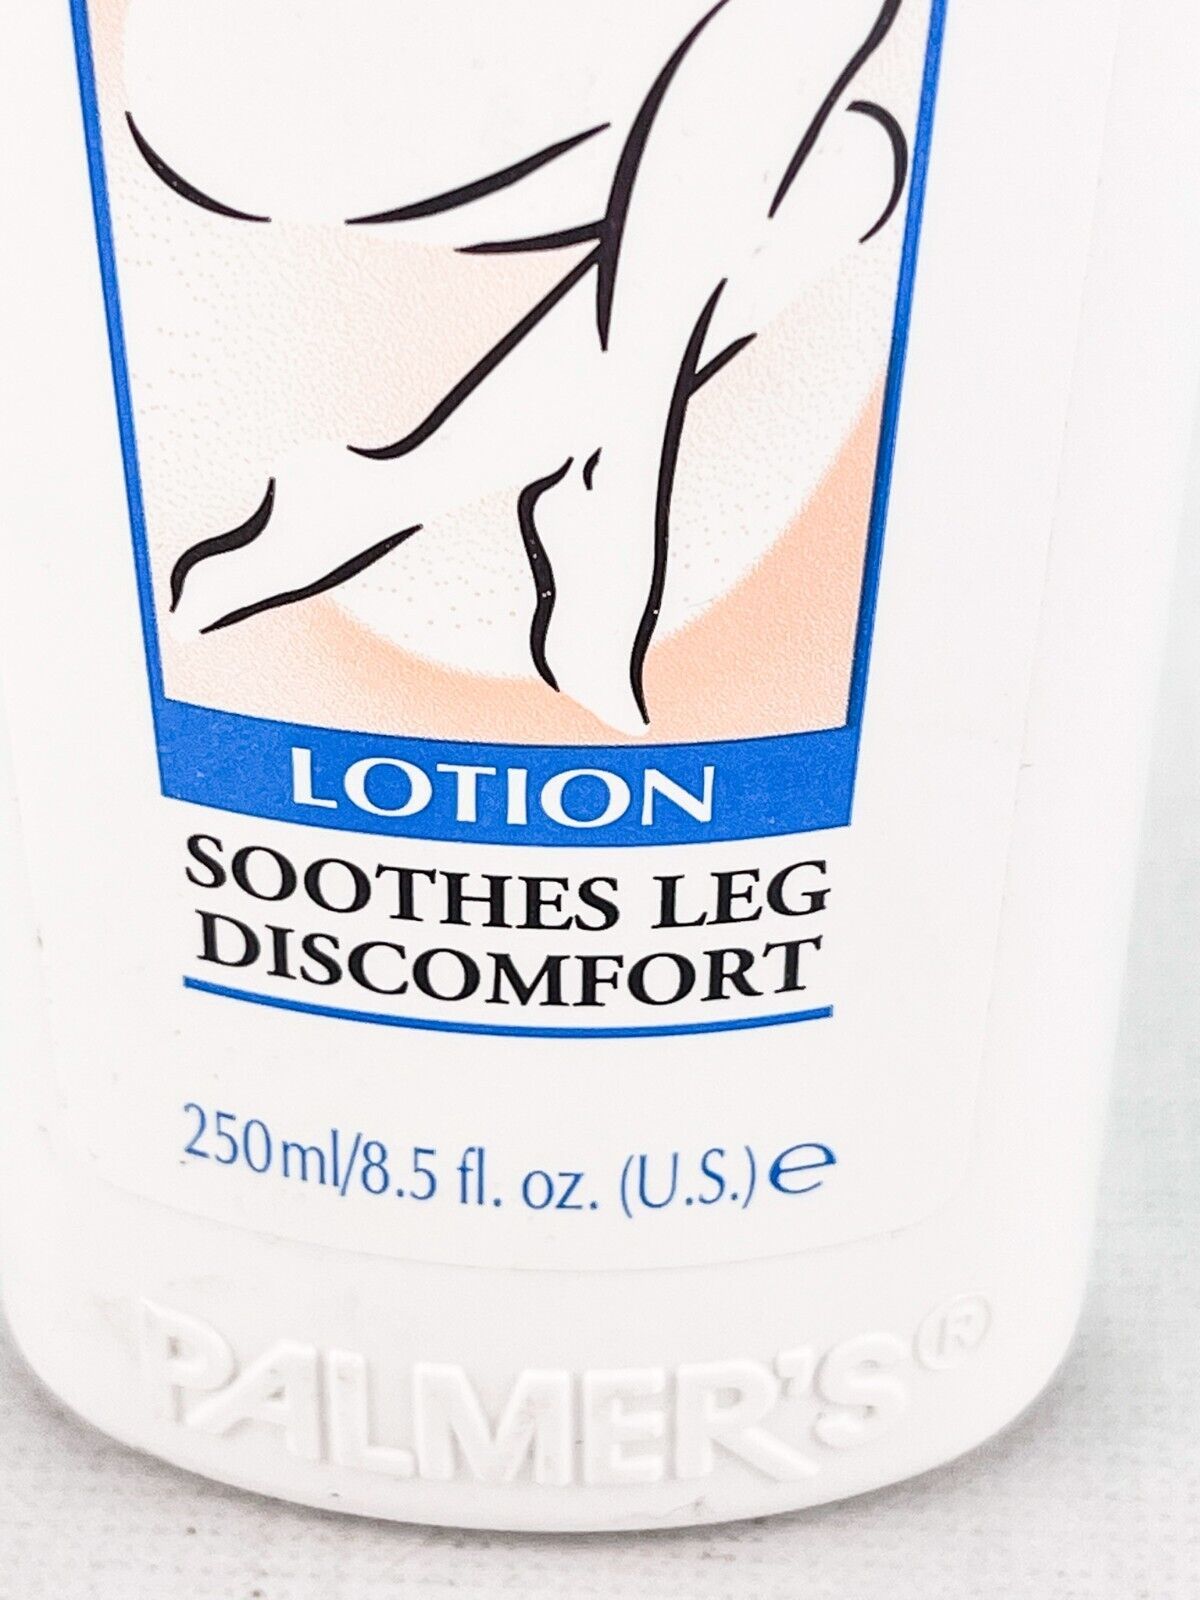 LOTION
SOOTHES LEG
DISCOMFORT
250ml/8.5 fl. oz. (U.S.) ℮
PALMER'S®